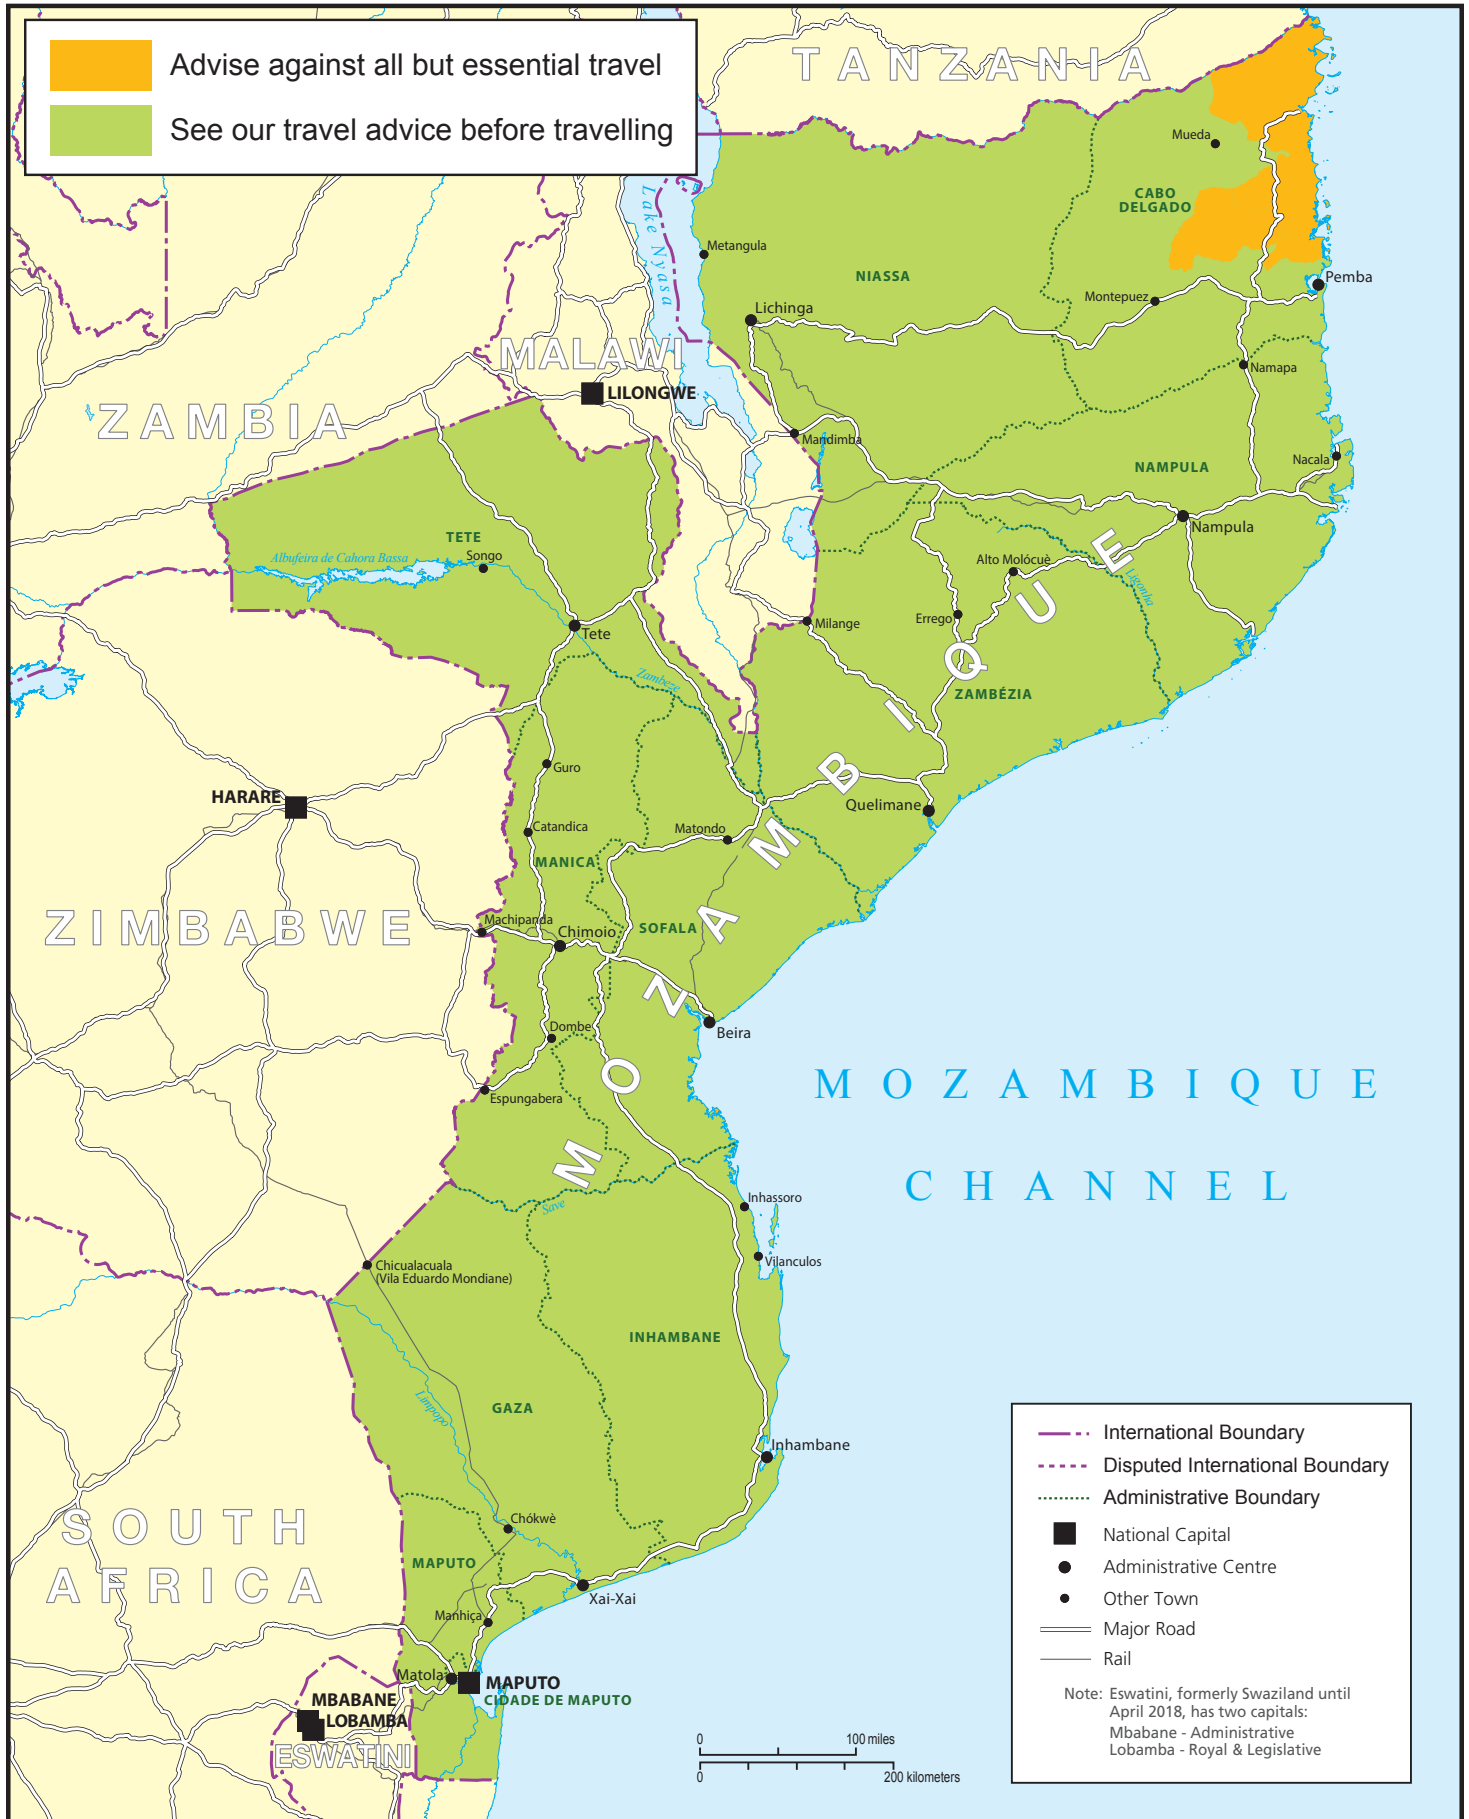 Advise against all but essential travel
See our travel advice before travelling
TANZANIA
Mueda
CABO
DELGADO
Lake Nyasa
Metangula
NIASSA
Pemba
Montepuez
Lichinga
MALAWI
LILONGWE
Namapa
ZAMBIA
Mandimba
NAMPULA
Nacala
Nampula
TETE
Songo
Albufeira de Cahora Bassa
Alto Molócuè
Ligonha
Errego
Milange
Tete
Zambeze
ZAMBÉZIA
MOZAMBIQUE
Guro
HARARE
Quelimane
Catandica
Matondo
MANICA
ZIMBABWE
Machipanda
Chimoio
SOFALA
Dombe
Beira
Espungabera
MOZAMBIQUE
CHANNEL
Save
Inhassoro
Vilanculos
Chicualacuala
(Vila Eduardo Mondiane)
INHAMBANE
Limpopo
GAZA
Inhambane
SOUTH
AFRICA
Chókwè
MAPUTO
Xai-Xai
Manhiça
Matola
MAPUTO
CIDADE DE MAPUTO
MBABANE
LOBAMBA
ESWATINI
0 100 miles
0 200 kilometers
International Boundary
Disputed International Boundary
Administrative Boundary
National Capital
Administrative Centre
Other Town
Major Road
Rail
Note: Eswatini, formerly Swaziland until
April 2018, has two capitals:
Mbabane - Administrative
Lobamba - Royal & Legislative